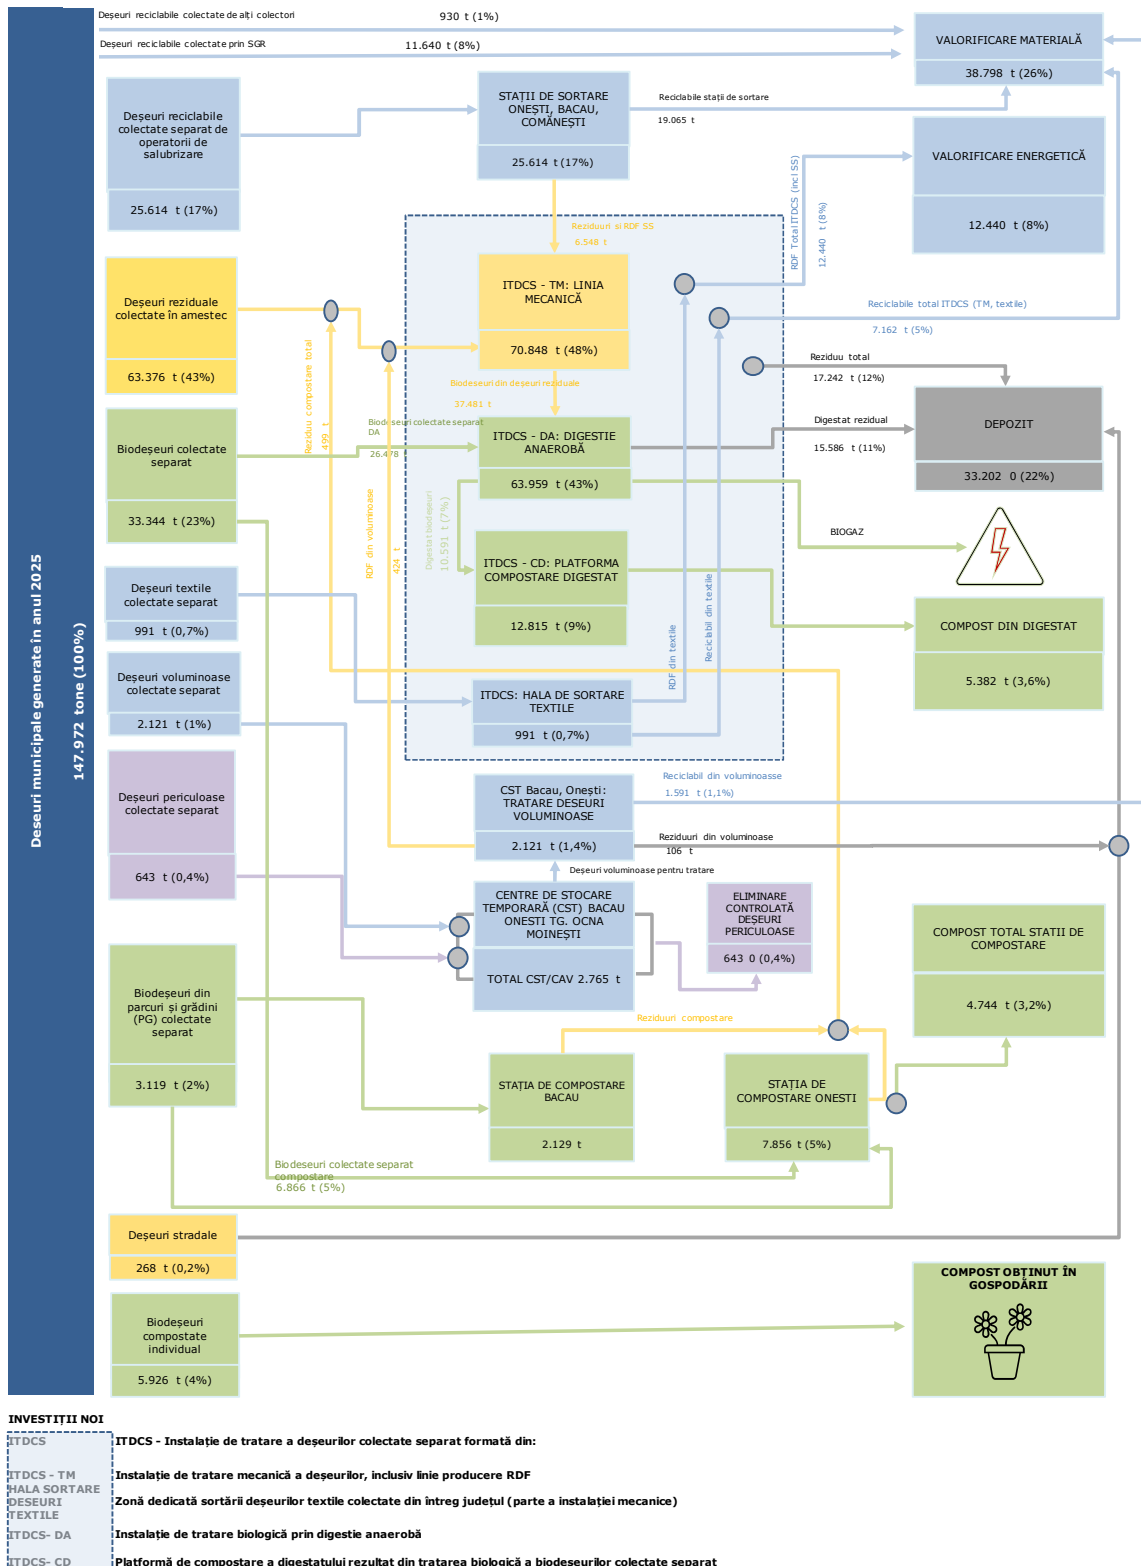 Deseuri municipale generate în anul 2025
147.972 tone (100%)
Deșeuri reciclabile colectate de alți colectori
930 t (1%)
Deșeuri reciclabile colectate prin SGR
11.640 t (8%)
VALORIFICARE MATERIALĂ
38.798 t (26%)
Deșeuri reciclabile
colectate separat de
operatorii de
salubrizare
25.614 t (17%)
STAȚII DE SORTARE
ONEȘTI, BACAU,
COMĂNEȘTI
25.614 t (17%)
Reciclabile stații de sortare
19.065 t
VALORIFICARE ENERGETICĂ
12.440 t (8%)
RDF Total ITDCS (incl SS)
12.440 t (8%)
Reziduuri si RDF SS
6.548 t
Deșeuri reziduale
colectate în amestec
63.376 t (43%)
ITDCS - TM: LINIA
MECANICĂ
70.848 t (48%)
Reciclabile total ITDCS (TM, textile)
7.162 t (5%)
Reziduu compostare total
499 t
Reziduu total
17.242 t (12%)
Biodeseuri din deșeuri reziduale
37.481 t
Biodeșeuri colectate
separat
33.344 t (23%)
Biodeseuri colectate separat
DA
26.478
ITDCS - DA: DIGESTIE
ANAEROBĂ
63.959 t (43%)
Digestat rezidual
15.586 t (11%)
DEPOZIT
33.202 0 (22%)
RDF din voluminoase
424 t
Digestat biodeșeuri
10.591 t (7%)
BIOGAZ
ITDCS - CD: PLATFORMA
COMPOSTARE DIGESTAT
12.815 t (9%)
Deșeuri textile
colectate separat
991 t (0,7%)
COMPOST DIN DIGESTAT
5.382 t (3,6%)
RDF din textile
Reciclabil din textile
Deșeuri voluminoase
colectate separat
2.121 t (1%)
ITDCS: HALA DE SORTARE
TEXTILE
991 t (0,7%)
Deșeuri periculoase
colectate separat
643 t (0,4%)
CST Bacau, Onești:
TRATARE DESEURI
VOLUMINOASE
2.121 t (1,4%)
Reciclabil din voluminoasse
1.591 t (1,1%)
Reziduuri din voluminoase
106 t
Deșeuri voluminoase pentru tratare
CENTRE DE STOCARE
TEMPORARĂ (CST) BACAU
ONESTI TG. OCNA
MOINEȘTI
TOTAL CST/CAV 2.765 t
ELIMINARE
CONTROLATĂ
DEȘEURI
PERICULOASE
643 0 (0,4%)
COMPOST TOTAL STATII DE
COMPOSTARE
4.744 t (3,2%)
Biodeșeuri din
parcuri și grădini
(PG) colectate
separat
3.119 t (2%)
Reziduuri compostare
STAȚIA DE COMPOSTARE
BACAU
2.129 t
STAȚIA DE
COMPOSTARE ONESTI
7.856 t (5%)
Biodeseuri colectate separat
compostare
6.866 t (5%)
Deșeuri stradale
268 t (0,2%)
Biodeșeuri
compostate
individual
5.926 t (4%)
COMPOST OBȚINUT ÎN
GOSPODĂRII
INVESTIȚII NOI
ITDCS
ITDCS - Instalație de tratare a deșeurilor colectate separat formată din:
ITDCS - TM
Instalație de tratare mecanică a deșeurilor, inclusiv linie producere RDF
HALA SORTARE
DESEURI
TEXTILE
Zonă dedicată sortării deșeurilor textile colectate din întreg județul (parte a instalației mecanice)
ITDCS- DA
Instalație de tratare biologică prin digestie anaerobă
ITDCS- CD
Platformă de compostare a digestatului rezultat din tratarea biologică a biodeseurilor colectate separat